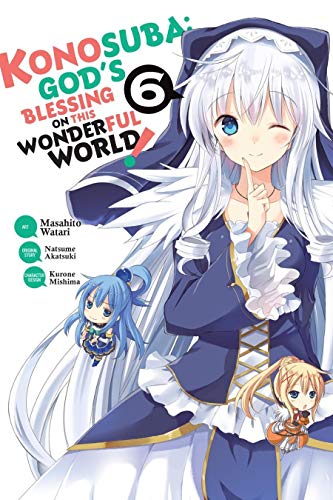 KONOSUBA:
GOD'S
BLESSING
ON THIS
WONDERFUL
WORLD!
6
ART
Masahito
Watari
ORIGINAL
STORY
Natsume
Akatsuki
CHARACTER
DESIGN
Kurone
Mishima